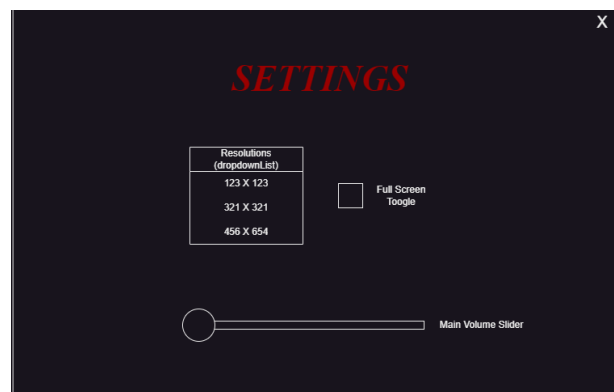 X
SETTINGS
Resolutions
(dropdownList)
123 X 123
321 X 321
456 X 654
Full Screen
Toogle
Main Volume Slider